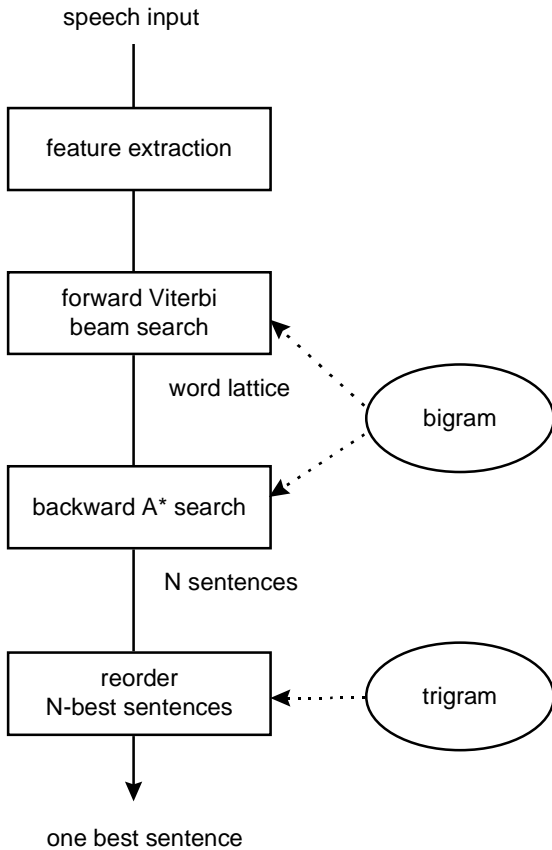 speech input
feature extraction
forward Viterbi
beam search
word lattice
bigram
backward A* search
N sentences
reorder
N-best sentences
trigram
one best sentence